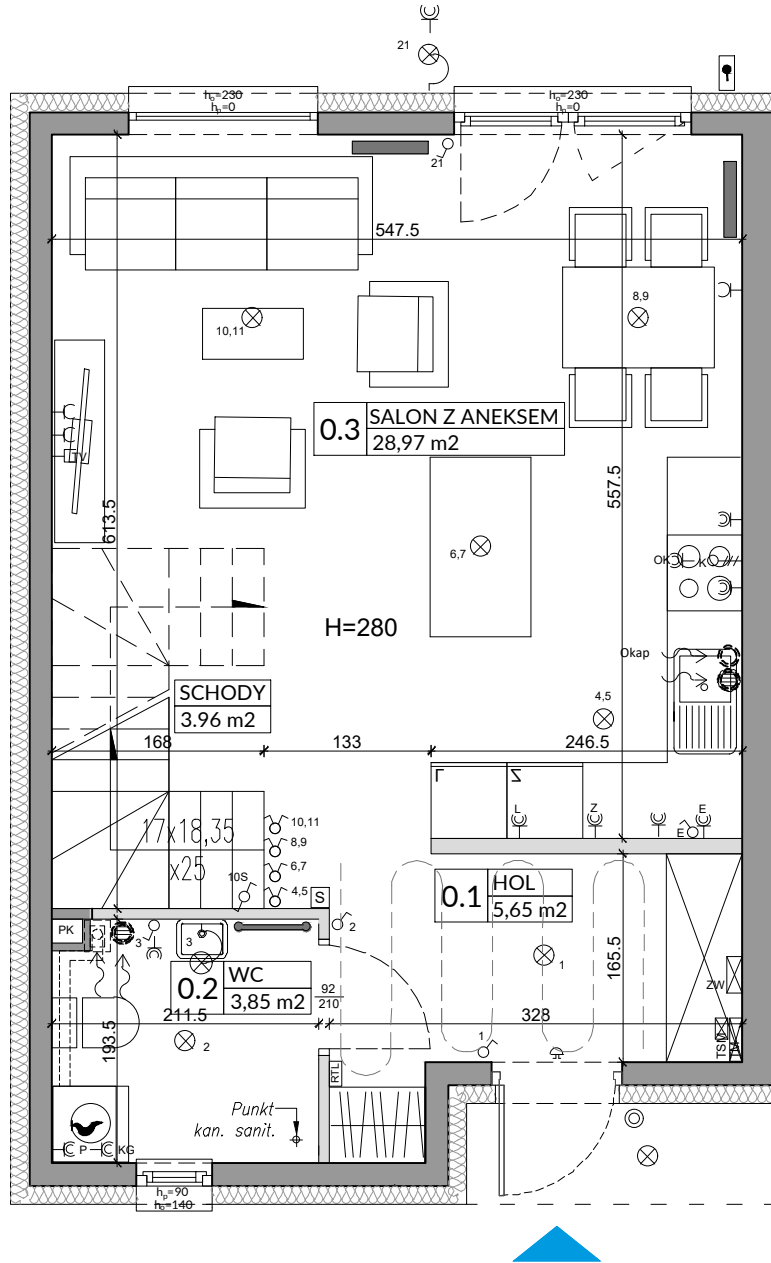 21
h₀=230
hₚ=0
h₀=230
hₚ=0
21
547.5
10,11
8,9
0.3
SALON Z ANEKSEM
28,97 m2
TV
613.5
557.5
6,7
OK
K
H=280
Okap
SCHODY
3.96 m2
4,5
168
133
246.5
L
Z
E
E
17x18,35
x25
10,11
8,9
6,7
4,5
10S
S
0.1
HOL
5,65 m2
PK
3
3
2
1
165.5
ZW
0.2
WC
3,85 m2
92
210
211.5
328
193.5
2
1
TSM
RTL
Punkt
kan. sanit.
P
KG
hₚ=90
h₀=140